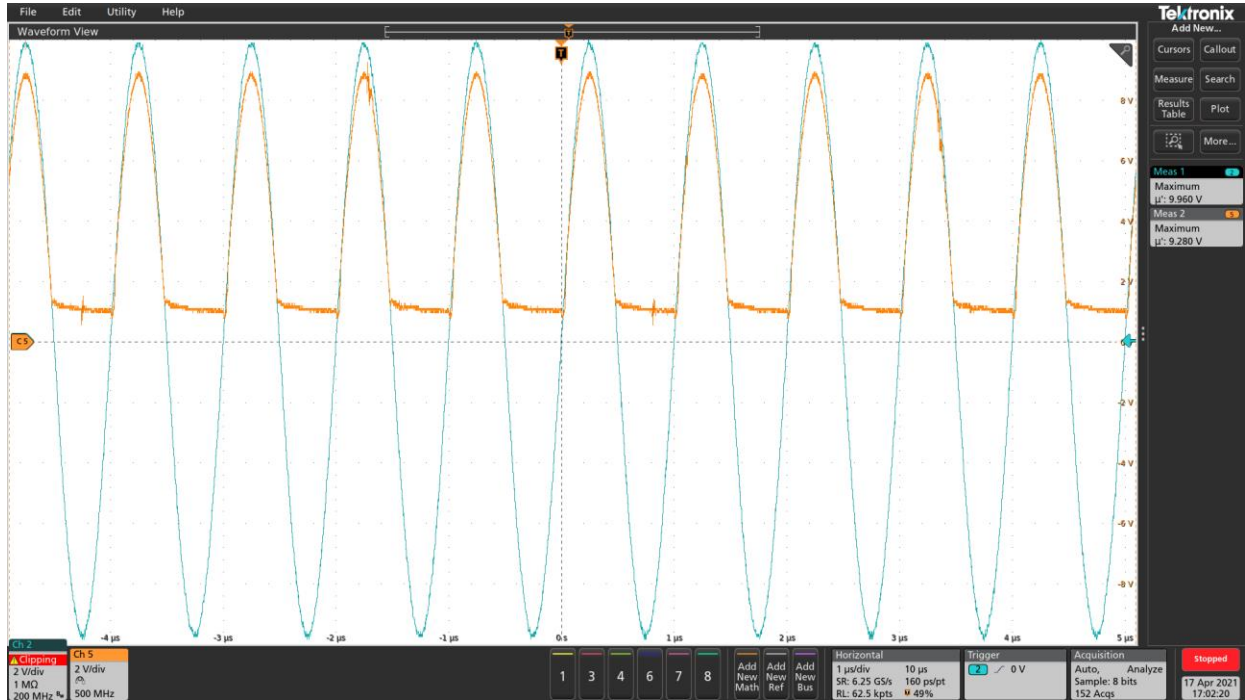 File Edit Utility Help
Tektronix
Waveform View
Add New...
Cursors Callout
Measure Search
Results Table Plot
More...
Meas 1 2
Maximum
µ': 9.960 V
Meas 2 5
Maximum
µ': 9.280 V
T
T
8 V
6 V
4 V
2 V
C 5
0
-2 V
-4 V
-6 V
-8 V
-4 µs -3 µs -2 µs -1 µs 0 s 1 µs 2 µs 3 µs 4 µs 5 µs
Ch 2
Clipping
2 V/div
1 MΩ
200 MHz
Ch 5
2 V/div
500 MHz
1 3 4 6 7 8
Add New Math
Add New Ref
Add New Bus
Horizontal
1 µs/div 10 µs
SR: 6.25 GS/s 160 ps/pt
RL: 62.5 kpts 49%
Trigger
2 0 V
Acquisition
Auto, Analyze
Sample: 8 bits
152 Acqs
Stopped
17 Apr 2021
17:02:20